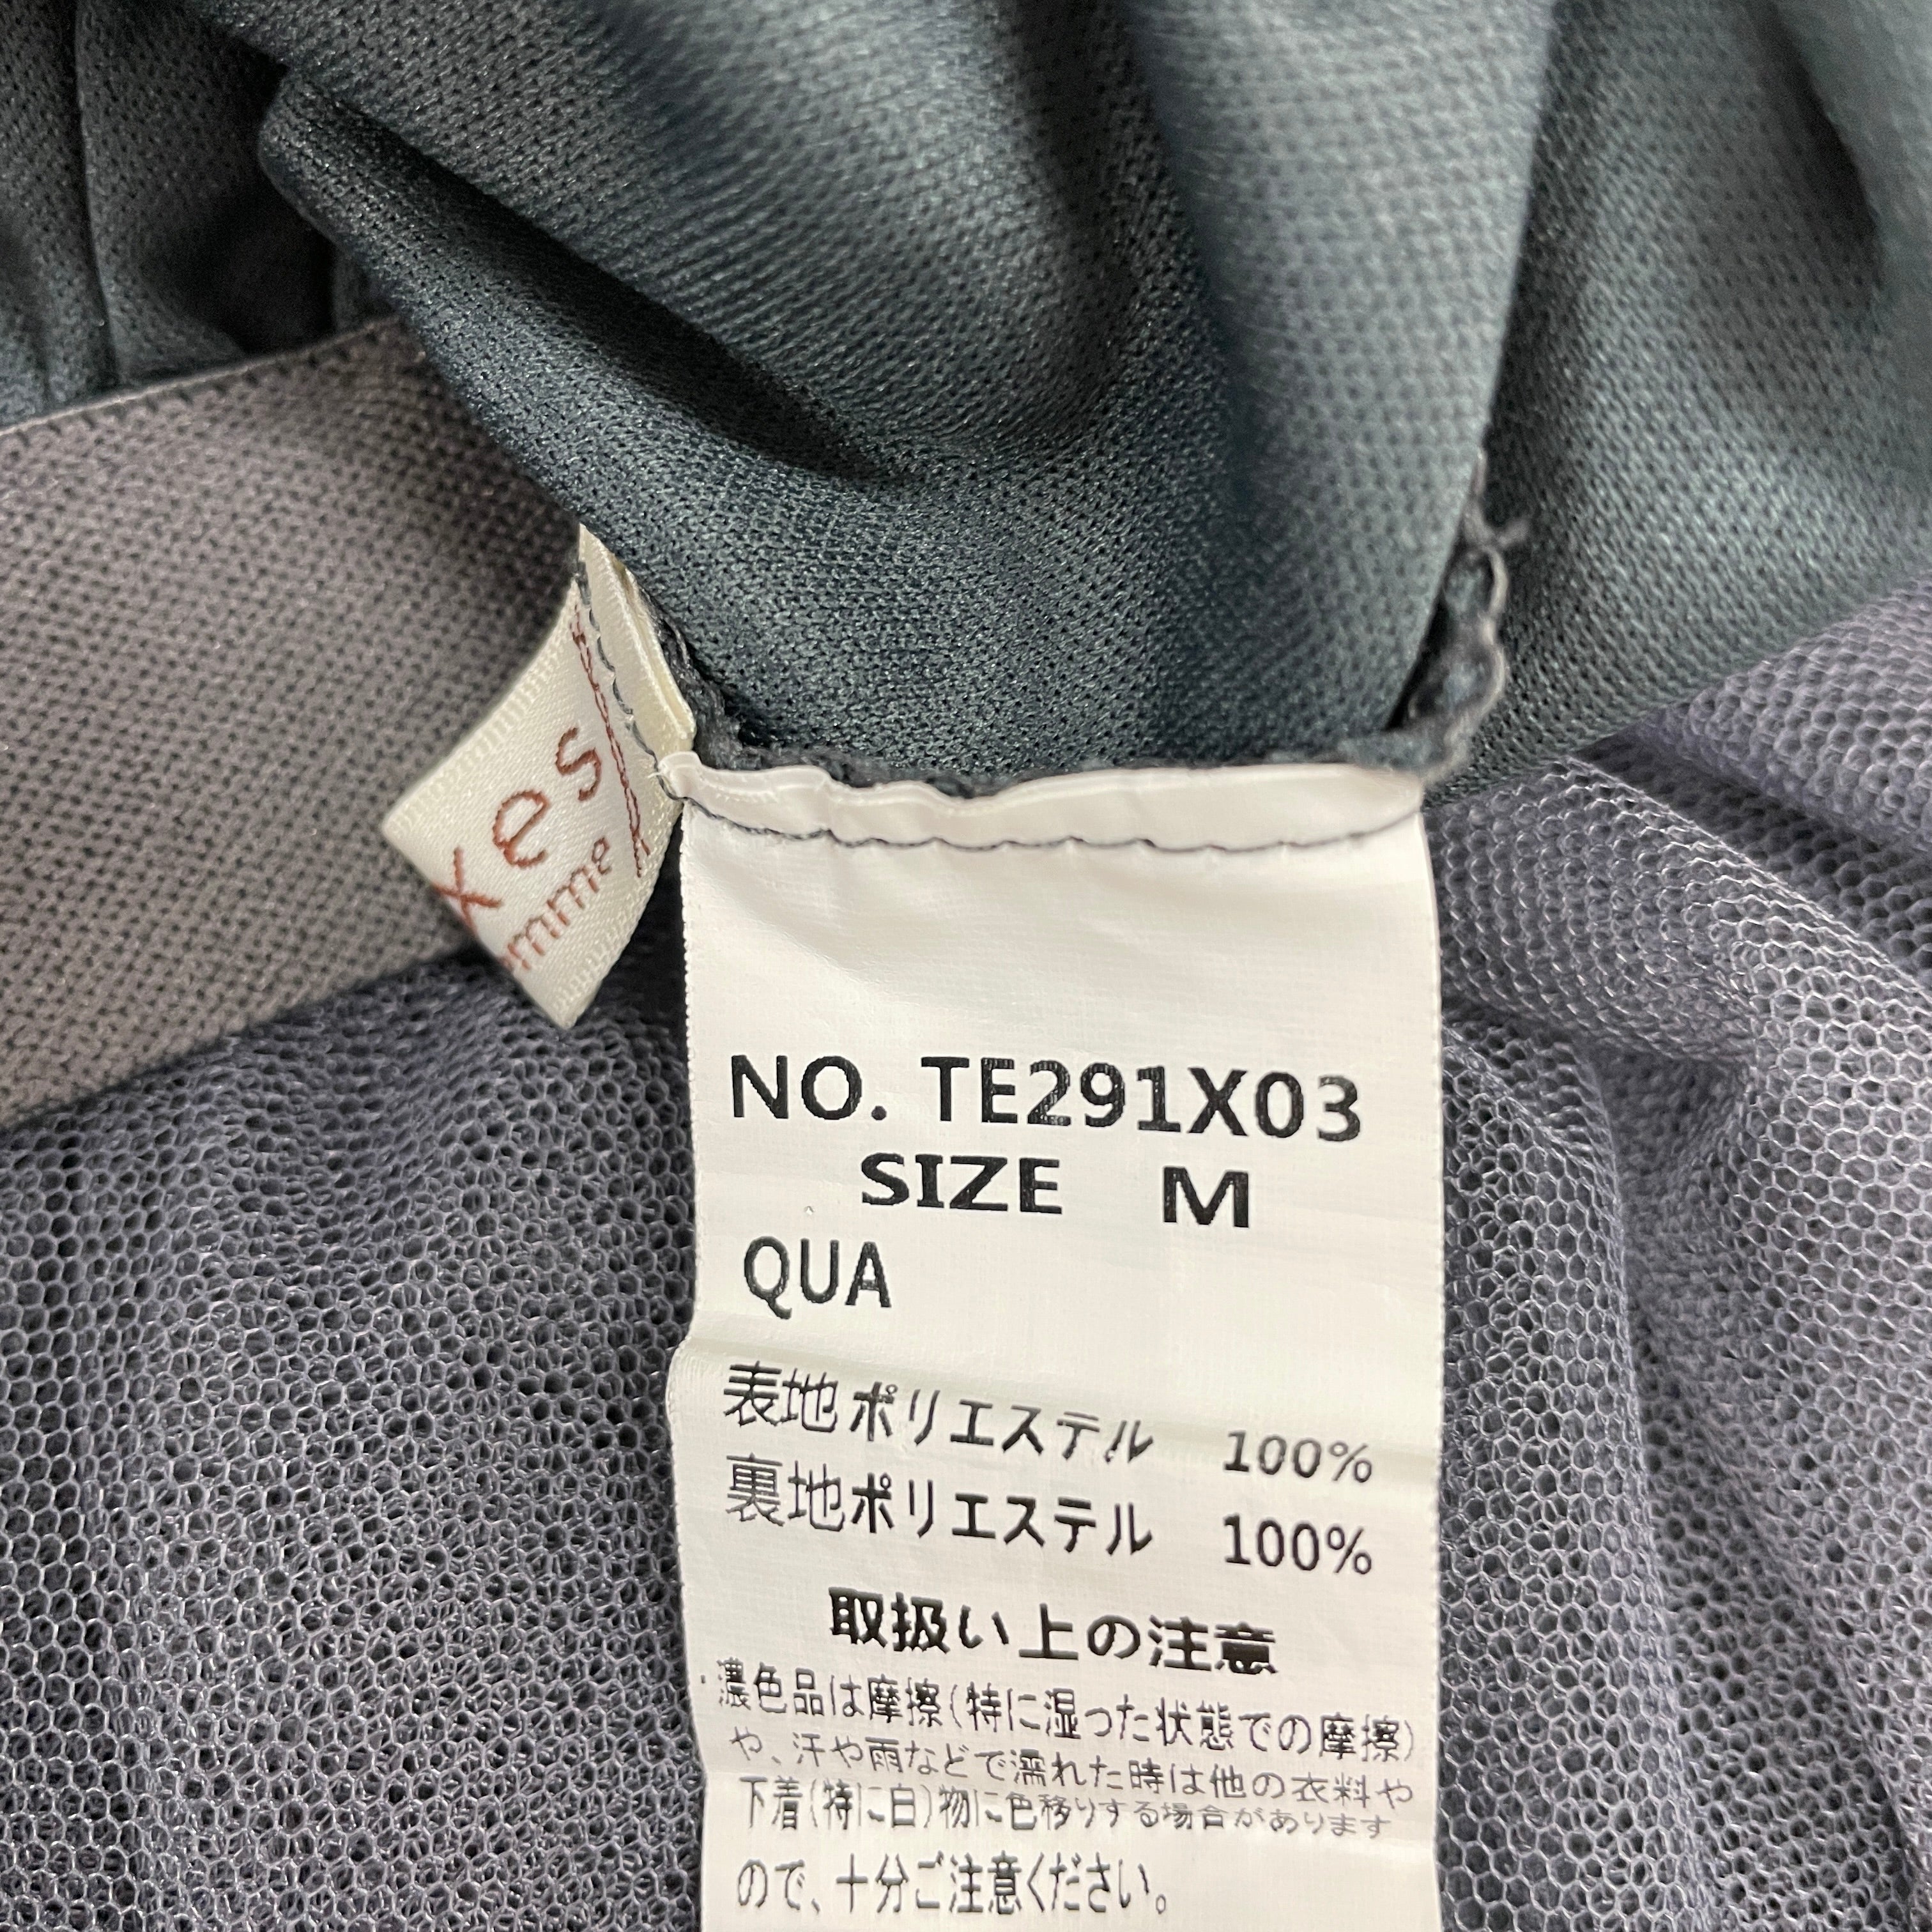 xes
emme
NO. TE291X03
SIZE M
QUA
表地 ポリエステル 100%
裏地 ポリエステル 100%
取扱い上の注意
・濃色品は摩擦(特に湿った状態での摩擦)
や、汗や雨などで濡れた時は他の衣料や
下着(特に白)物に色移りする場合があります
ので、十分ご注意ください。